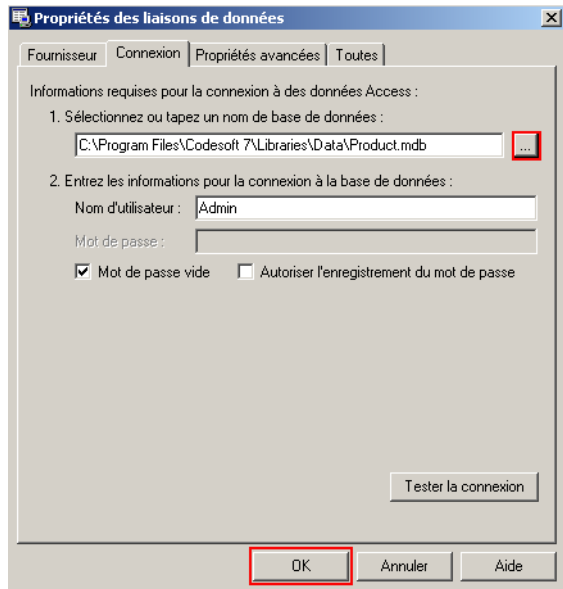 Propriétés des liaisons de données
Fournisseur Connexion Propriétés avancées Toutes
Informations requises pour la connexion à des données Access :
1. Sélectionnez ou tapez un nom de base de données :
C:\Program Files\Codesoft 7\Libraries\Data\Product.mdb ...
2. Entrez les informations pour la connexion à la base de données :
Nom d'utilisateur : Admin
Mot de passe :
Mot de passe vide Autoriser l'enregistrement du mot de passe
Tester la connexion
OK Annuler Aide